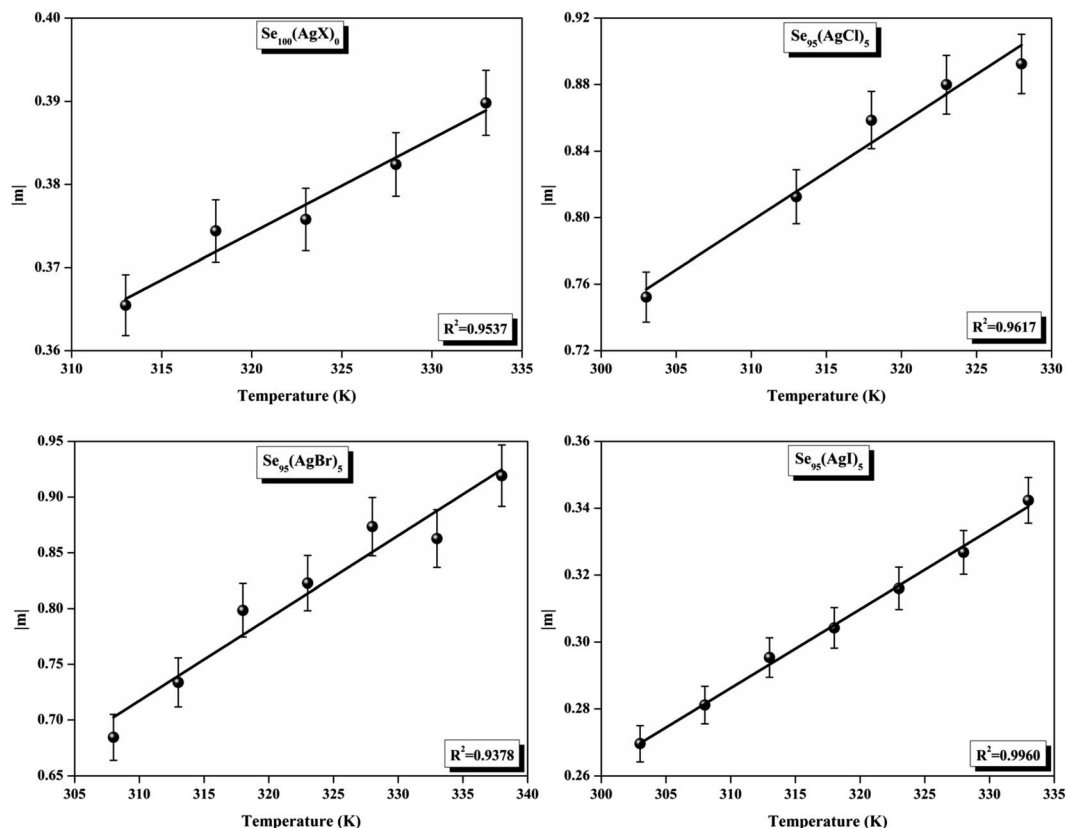 Se₁₀₀(AgX)₀
0.40
0.39
0.38
0.37
0.36
|m|
310 315 320 325 330 335
Temperature (K)
R²=0.9537
Se₉₅(AgCl)₅
0.92
0.88
0.84
0.80
0.76
0.72
|m|
300 305 310 315 320 325 330
Temperature (K)
R²=0.9617
Se₉₅(AgBr)₅
0.95
0.90
0.85
0.80
0.75
0.70
0.65
|m|
305 310 315 320 325 330 335 340
Temperature (K)
R²=0.9378
Se₉₅(AgI)₅
0.36
0.34
0.32
0.30
0.28
0.26
|m|
300 305 310 315 320 325 330 335
Temperature (K)
R²=0.9960